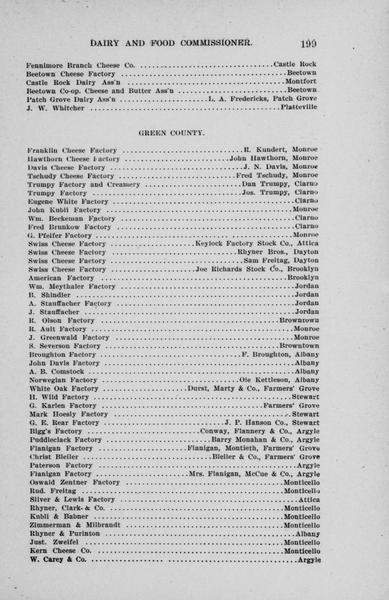 DAIRY AND FOOD COMMISSIONER. 199
Fennimore Branch Cheese Co. ........ Castle Rock
Beetown Cheese Factory ........ Beetown
Castle Rock Dairy Ass'n ........ Montfort
Beetown Co-op. Cheese and Butter Ass'n ........ Beetown
Patch Grove Dairy Ass'n ........ L. A. Fredericks, Patch Grove
J. W. Whitcher ........ Platteville
GREEN COUNTY.
Franklin Cheese Factory ........ R. Kundert, Monroe
Hawthorn Cheese Factory ........ John Hawthorn, Monroe
Davis Cheese Factory ........ J. N. Davis, Monroe
Tschudy Cheese Factory ........ Fred Tschudy, Monroe
Trumpy Factory and Creamery ........ Dan Trumpy, Clarno
Trumpy Factory ........ Jos. Trumpy, Clarno
Eugene White Factory ........ Clarno
John Kubli Factory ........ Monroe
Wm. Beckeman Factory ........ Clarno
Fred Brunkow Factory ........ Clarno
G. Pfeifer Factory ........ Monroe
Swiss Cheese Factory ........ Keylock Factory Stock Co., Attica
Swiss Cheese Factory ........ Rhyner Bros., Dayton
Swiss Cheese Factory ........ Sam Freitag, Dayton
Swiss Cheese Factory ........ Joe Richards Stock Co., Brooklyn
American Factory ........ Brooklyn
Wm. Meythaler Factory ........ Jordan
B. Shindler ........ Jordan
A. Stauffacher Factory ........ Jordan
J. Stauffacher ........ Jordan
R. Olson Factory ........ Browntown
R. Ault Factory ........ Monroe
J. Greenwald Factory ........ Monroe
S. Severson Factory ........ Browntown
Broughton Factory ........ F. Broughton, Albany
John Davis Factory ........ Albany
A. B. Comstock ........ Albany
Norwegian Factory ........ Ole Kettleson, Albany
White Oak Factory ........ Durst, Marty & Co., Farmers' Grove
H. Wild Factory ........ Stewart
G. Karlen Factory ........ Farmers' Grove
Mark Hoesly Factory ........ Stewart
G. R. Rear Factory ........ J. P. Hanson Co., Stewart
Bigg's Factory ........ Conway, Flannery & Co., Argyle
Puddledack Factory ........ Barry Monahan & Co., Argyle
Flanigan Factory ........ Flanigan, Montieth, Farmers' Grove
Christ Bleiler ........ Bleiler & Co., Farmers' Grove
Paterson Factory ........ Argyle
Flanigan Factory ........ Mrs. Flanigan, McCue & Co., Argyle
Oswald Zentner Factory ........ Monticello
Rud. Freitag ........ Monticello
Silver & Lewis Factory ........ Attica
Rhyner, Clark & Co. ........ Monticello
Kubli & Babner ........ Monticello
Zimmerman & Milbrandt ........ Monticello
Rhyner & Purinton ........ Albany
Just. Zweifel ........ Monticello
Kern Cheese Co. ........ Monticello
W. Carey & Co. ........ Argyle